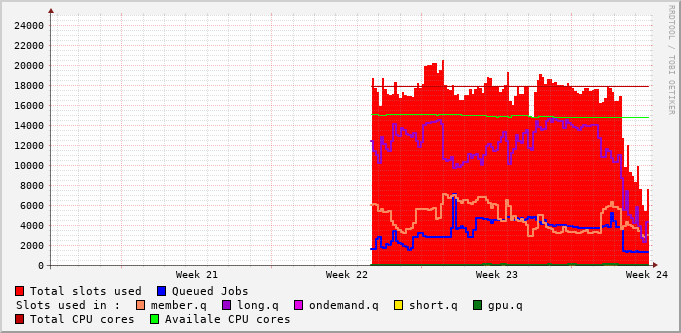 RRDTOOL / TOBI OETIKER
24000
22000
20000
18000
16000
14000
12000
10000
8000
6000
4000
2000
0
Week 21 Week 22 Week 23 Week 24
Total slots used Queued Jobs
Slots used in : member.q long.q ondemand.q short.q gpu.q
Total CPU cores Availale CPU cores